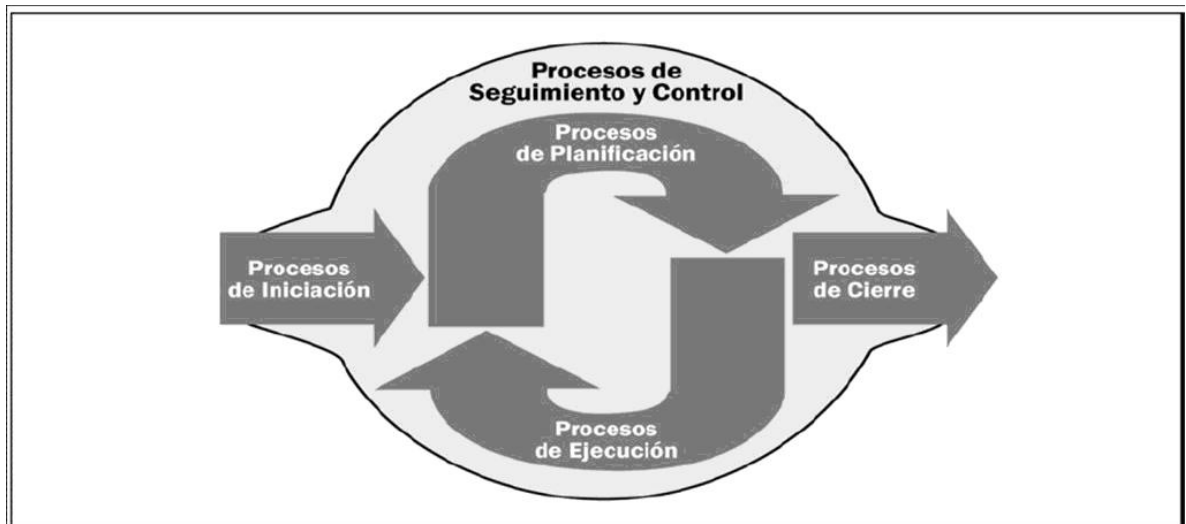 Procesos de
Seguimiento y Control
Procesos
de Planificación
Procesos
de Iniciación
Procesos
de Cierre
Procesos
de Ejecución